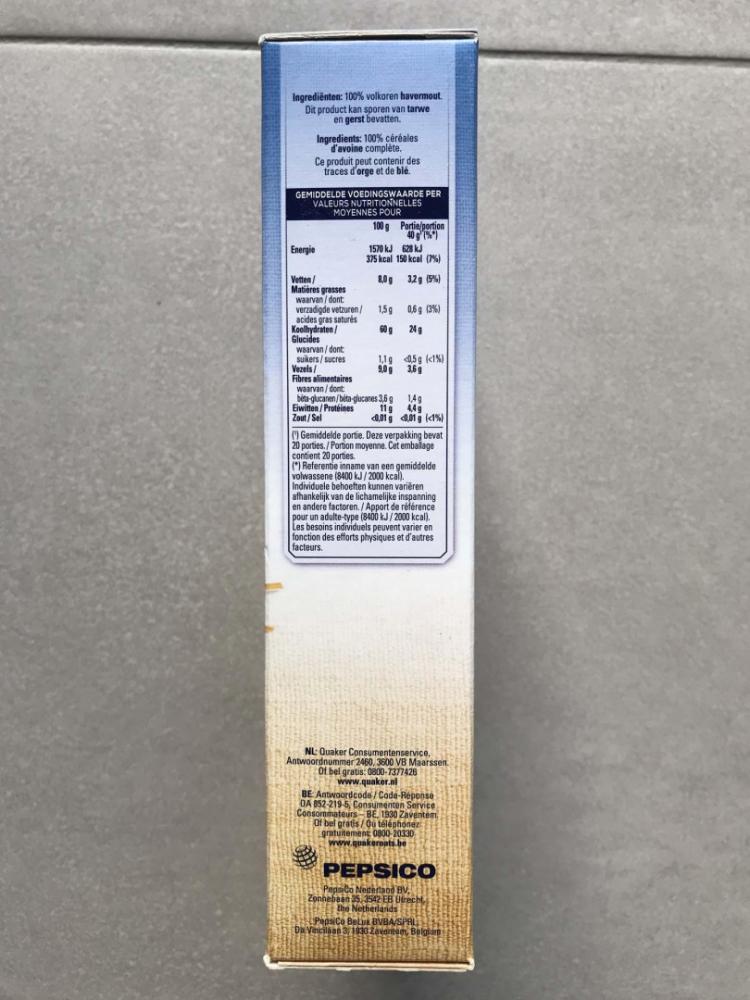 Ingrediënten: 100% volkoren havermout.
Dit product kan sporen van tarwe
en gerst bevatten.
Ingredients: 100% céréales
d'avoine complète.
Ce produit peut contenir des
traces d'orge et de blé.
GEMIDDELDE VOEDINGSWAARDE PER
VALEURS NUTRITIONNELLES
MOYENNES POUR
100 g Portie/portion
40 g (¹) (%*)
Energie 1570 kJ 628 kJ
375 kcal 150 kcal (7%)
Vetten / 8,0 g 3,2 g (5%)
Matières grasses
waarvan / dont:
verzadigde vetzuren / 1,5 g 0,6 g (3%)
acides gras saturés
Koolhydraten / 60 g 24 g
Glucides
waarvan / dont:
suikers / sucres 1,1 g <0,5 g (<1%)
Vezels / 9,0 g 3,6 g
Fibres alimentaires
waarvan / dont:
bèta-glucanen / bêta-glucanes 3,6 g 1,4 g
Eiwitten / Protéines 11 g 4,4 g
Zout / Sel <0,01 g <0,01 g (<1%)
(¹) Gemiddelde portie. Deze verpakking bevat
20 porties. / Portion moyenne. Cet emballage
contient 20 porties.
(*) Referentie inname van een gemiddelde
volwassene (8400 kJ / 2000 kcal).
Individuele behoeften kunnen variëren
afhankelijk van de lichamelijke inspanning
en andere factoren. / Apport de référence
pour un adulte-type (8400 kJ / 2000 kcal).
Les besoins individuels peuvent varier en
fonction des efforts physiques et d'autres
facteurs.
NL: Quaker Consumentenservice,
Antwoordnummer 2460, 3600 VB Maarssen.
Of bel gratis: 0800-7377426
www.quaker.nl
BE: Antwoordcode / Code-Réponse
DA 852-219-5, Consumenten Service
Consommateurs - BE, 1930 Zaventem.
Of bel gratis / Ou téléphonez
gratuitement: 0800-20330
www.quakeroats.be
PEPSICO
PepsiCo Nederland BV,
Zonnebaan 35, 3542 EB Utrecht,
the Netherlands
PepsiCo BeLux BVBA/SPRL,
Da Vincilaan 3, 1930 Zaventem, Belgium